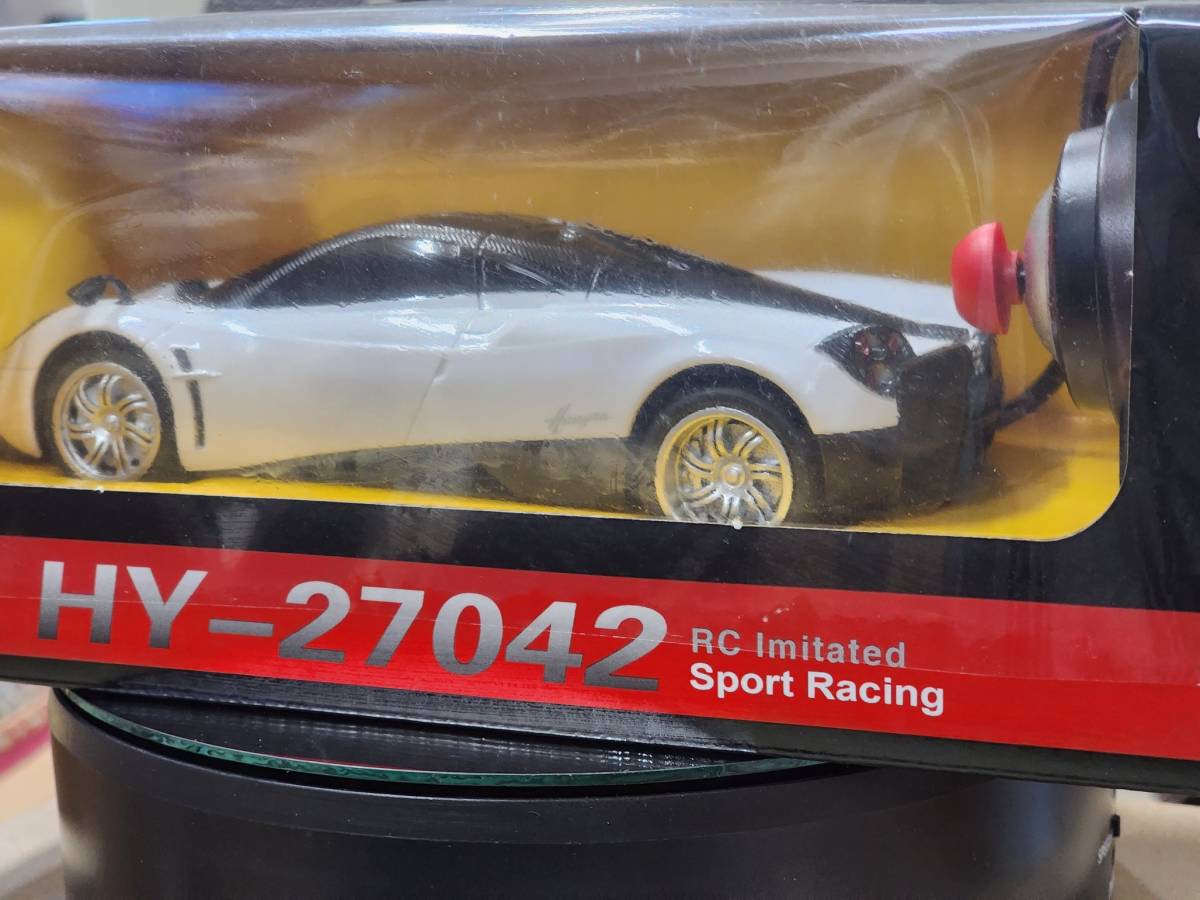 HY-27042
RC Imitated
Sport Racing